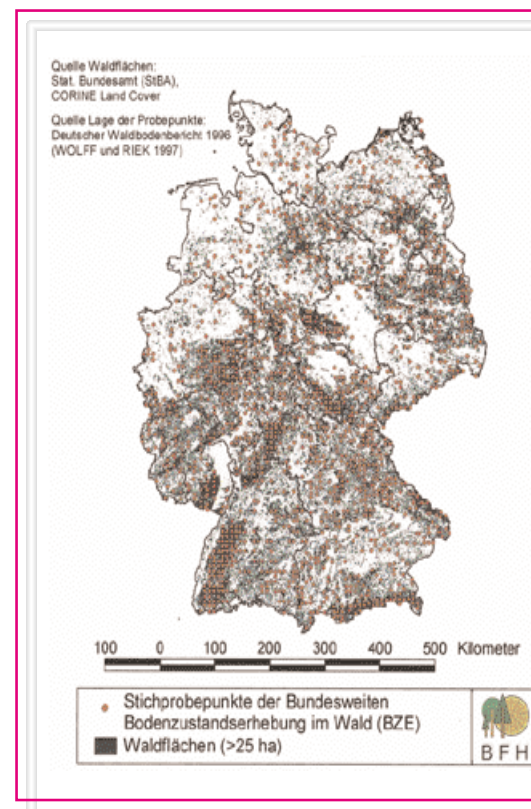 Quelle Waldflächen:
Stat. Bundesamt (StBA),
CORINE Land Cover
Quelle Lage der Probepunkte:
Deutscher Waldbodenbericht 1996
(WOLFF und RIEK 1997)
100 0 100 200 300 400 500 Kilometer
Stichprobepunkte der Bundesweiten
Bodenzustandserhebung im Wald (BZE)
Waldflächen (>25 ha)
BFH